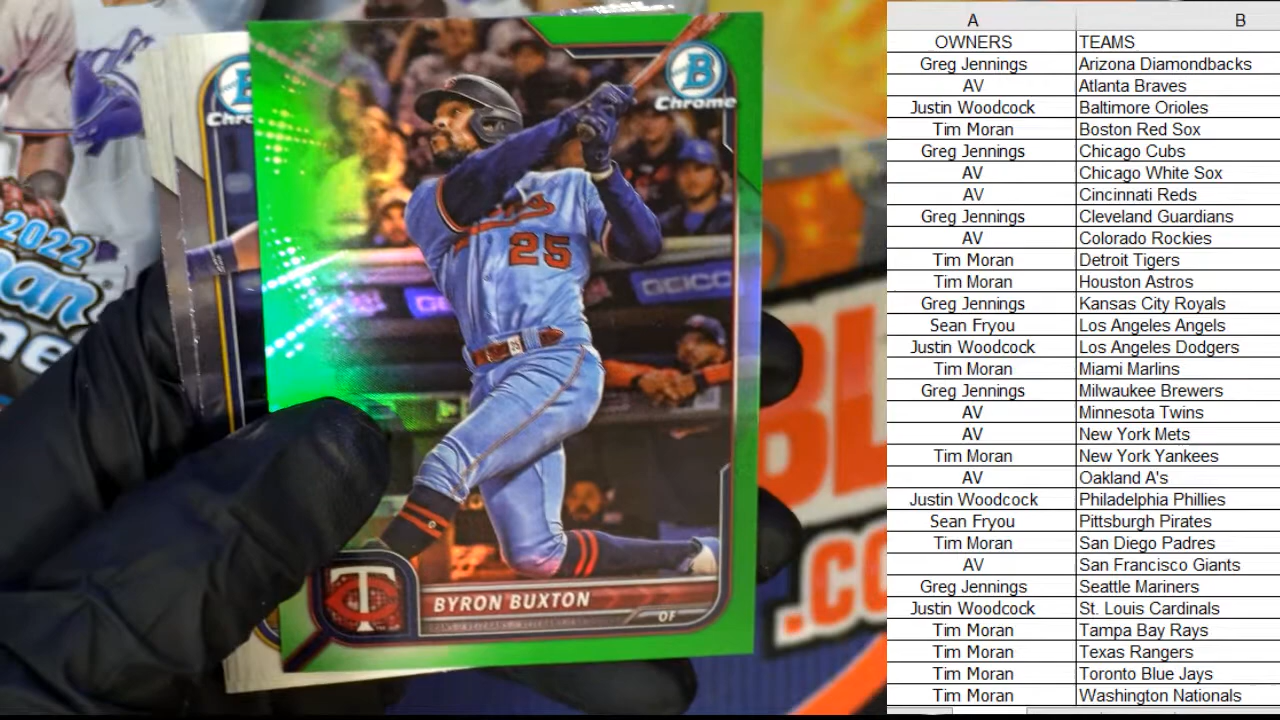 B
Chrome
25
GEICO
BYRON BUXTON
OF
TC
2022
A B
OWNERS TEAMS
Greg Jennings Arizona Diamondbacks
AV Atlanta Braves
Justin Woodcock Baltimore Orioles
Tim Moran Boston Red Sox
Greg Jennings Chicago Cubs
AV Chicago White Sox
AV Cincinnati Reds
Greg Jennings Cleveland Guardians
AV Colorado Rockies
Tim Moran Detroit Tigers
Tim Moran Houston Astros
Greg Jennings Kansas City Royals
Sean Fryou Los Angeles Angels
Justin Woodcock Los Angeles Dodgers
Tim Moran Miami Marlins
Greg Jennings Milwaukee Brewers
AV Minnesota Twins
AV New York Mets
Tim Moran New York Yankees
AV Oakland A's
Justin Woodcock Philadelphia Phillies
Sean Fryou Pittsburgh Pirates
Tim Moran San Diego Padres
AV San Francisco Giants
Greg Jennings Seattle Mariners
Justin Woodcock St. Louis Cardinals
Tim Moran Tampa Bay Rays
Tim Moran Texas Rangers
Tim Moran Toronto Blue Jays
Tim Moran Washington Nationals